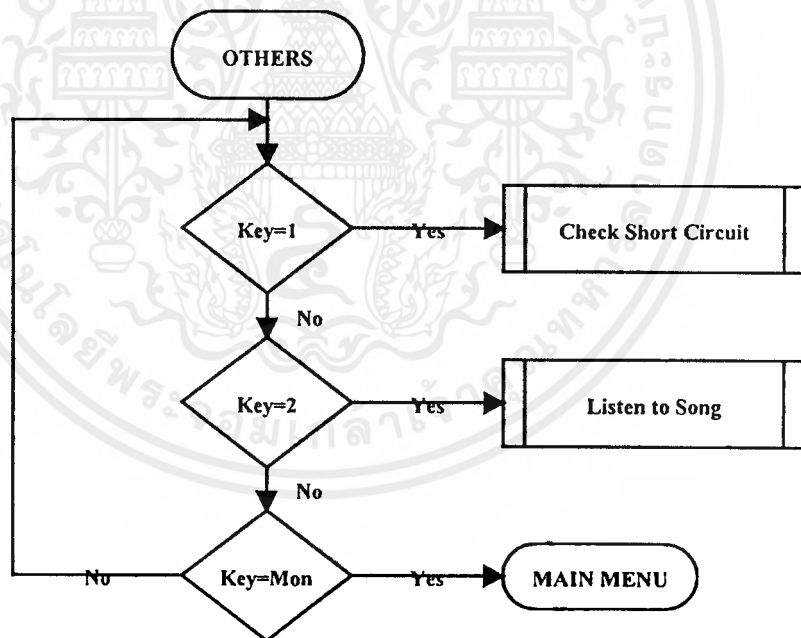 OTHERS
Key=1
Yes
Check Short Circuit
No
Key=2
Yes
Listen to Song
No
Key=Mon
No
Yes
MAIN MENU